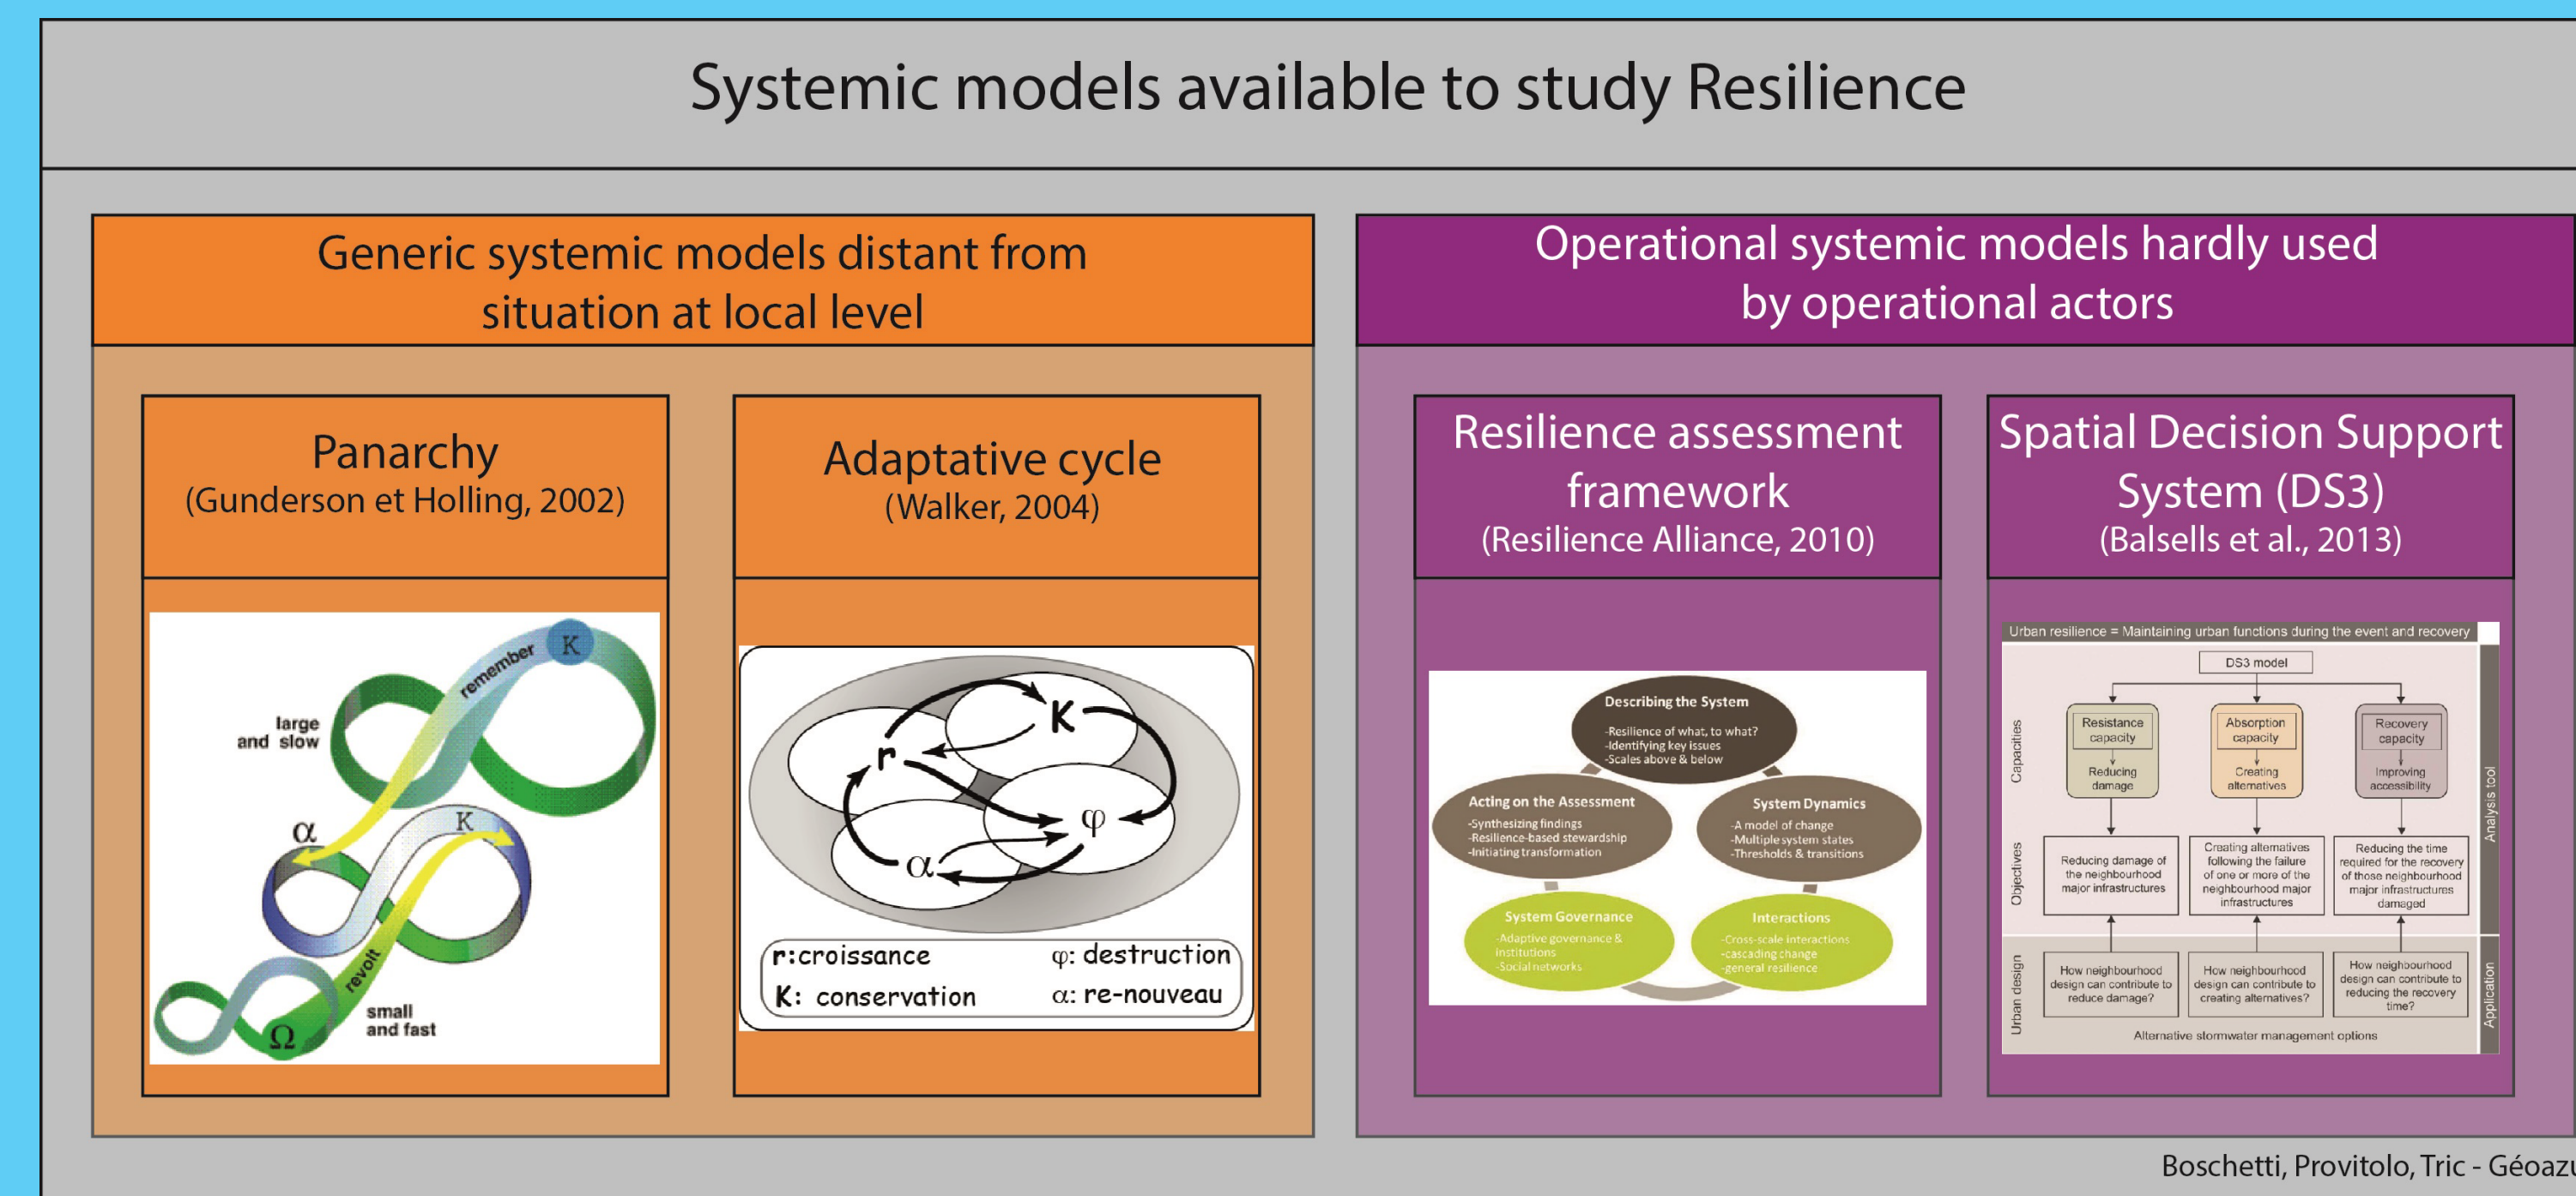 Systemic models available to study Resilience
Generic systemic models distant from
situation at local level
Panarchy
(Gunderson et Holling, 2002)
K
remember
large
and slow
α
K
revolt
small
and fast
Ω
Adaptative cycle
(Walker, 2004)
K
r
φ
α
r:croissance
φ: destruction
K: conservation
α: re-nouveau
Operational systemic models hardly used
by operational actors
Resilience assessment
framework
(Resilience Alliance, 2010)
Describing the System
-Resilience of what, to what?
-Identifying key issues
-Scales above & below
Acting on the Assessment
-Synthesizing findings
-Resilience-based stewardship
-Initiating transformation
System Dynamics
-A model of change
-Multiple system states
-Thresholds & transitions
System Governance
-Adaptive governance &
institutions
-Social networks
Interactions
-Cross-scale interactions
-cascading change
-general resilience
Spatial Decision Support
System (DS3)
(Balsells et al., 2013)
Urban resilience = Maintaining urban functions during the event and recovery
DS3 model
Capacities
Resistance
capacity
Reducing
damage
Absorption
capacity
Creating
alternatives
Recovery
capacity
Improving
accessibility
Analysis tool
Objectives
Reducing damage of
the neighbourhood
major infrastructures
Creating alternatives
following the failure
of one or more of the
neighbourhood major
infrastructures
Reducing the time
required for the recovery
of those neighbourhood
major infrastructures
damaged
Urban design
How neighbourhood
design can contribute to
reduce damage?
How neighbourhood
design can contribute to
creating alternatives?
How neighbourhood
design can contribute to
reducing the recovery
time?
Application
Alternative stormwater management options
Boschetti, Provitolo, Tric - Géoazu